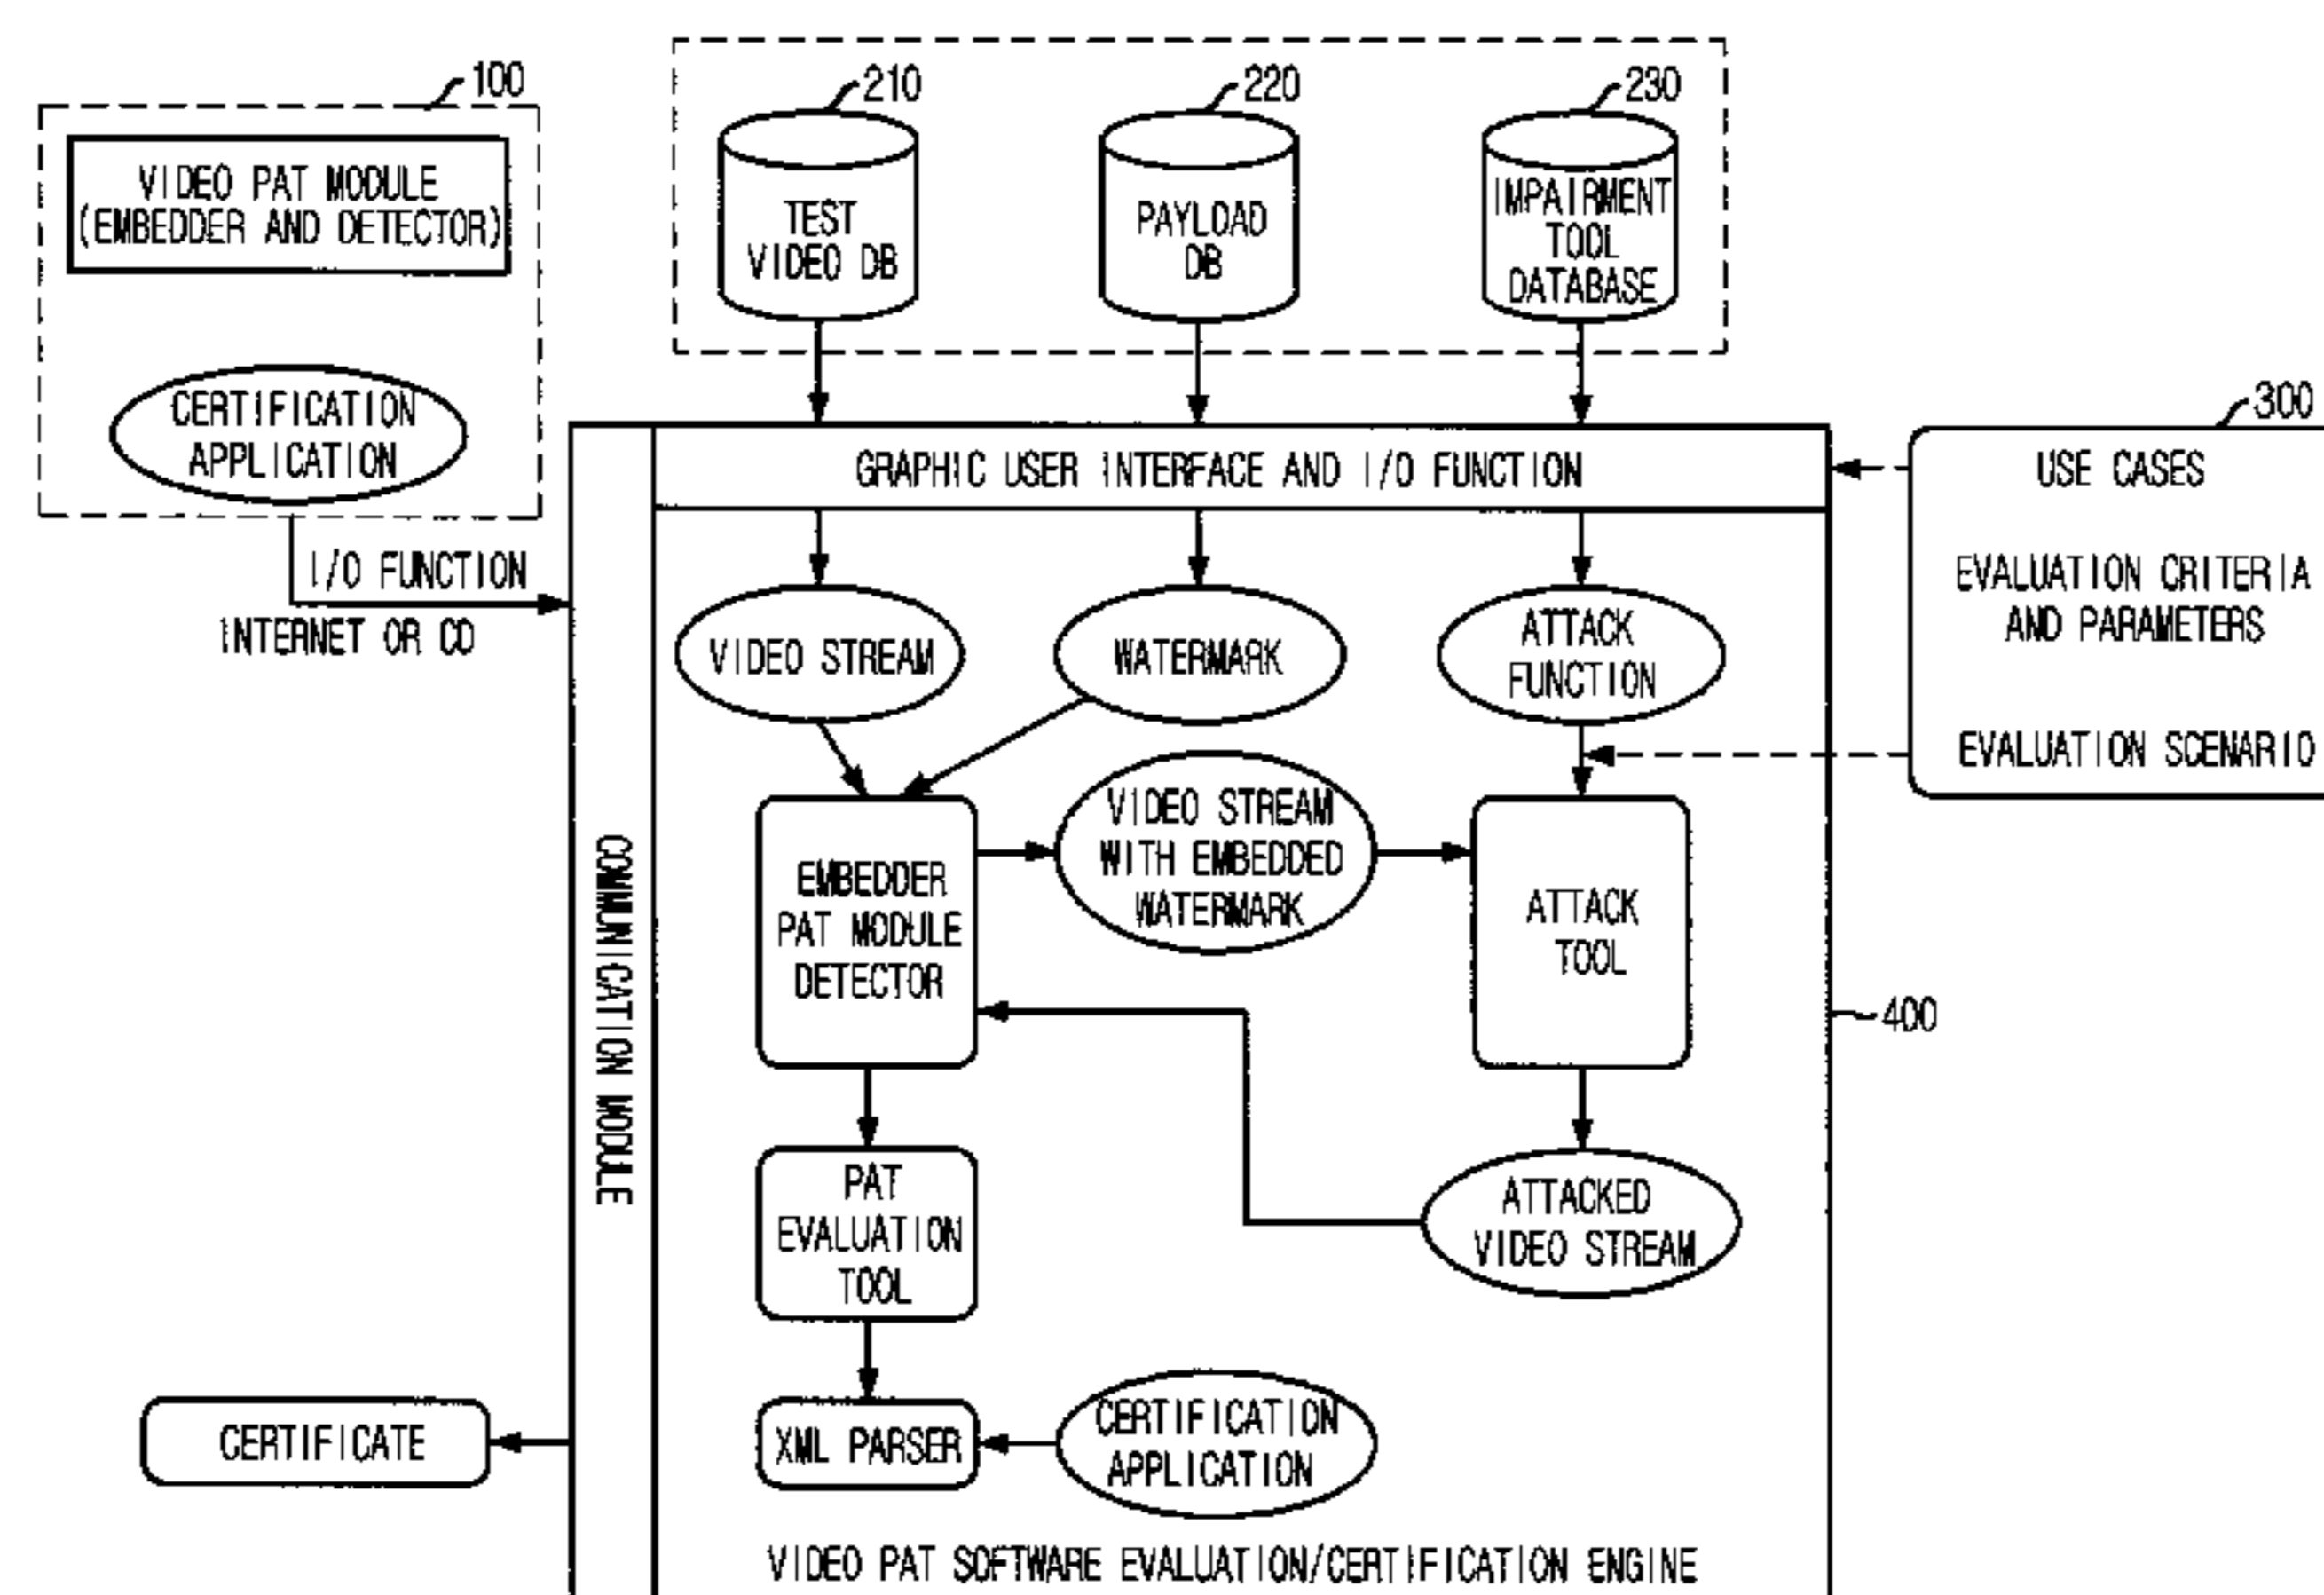 100
VIDEO PAT MODULE
(EMBEDDER AND DETECTOR)
CERTIFICATION
APPLICATION
I/O FUNCTION
INTERNET OR CD
210
TEST
VIDEO DB
220
PAYLOAD
DB
230
IMPAIRMENT
TOOL
DATABASE
GRAPHIC USER INTERFACE AND I/O FUNCTION
300
USE CASES
EVALUATION CRITERIA
AND PARAMETERS
EVALUATION SCENARIO
COMMUNICATION MODULE
VIDEO STREAM
WATERMARK
ATTACK
FUNCTION
EMBEDDER
PAT MODULE
DETECTOR
VIDEO STREAM
WITH EMBEDDED
WATERMARK
ATTACK
TOOL
400
PAT
EVALUATION
TOOL
ATTACKED
VIDEO STREAM
XML PARSER
CERTIFICATION
APPLICATION
CERTIFICATE
VIDEO PAT SOFTWARE EVALUATION/CERTIFICATION ENGINE